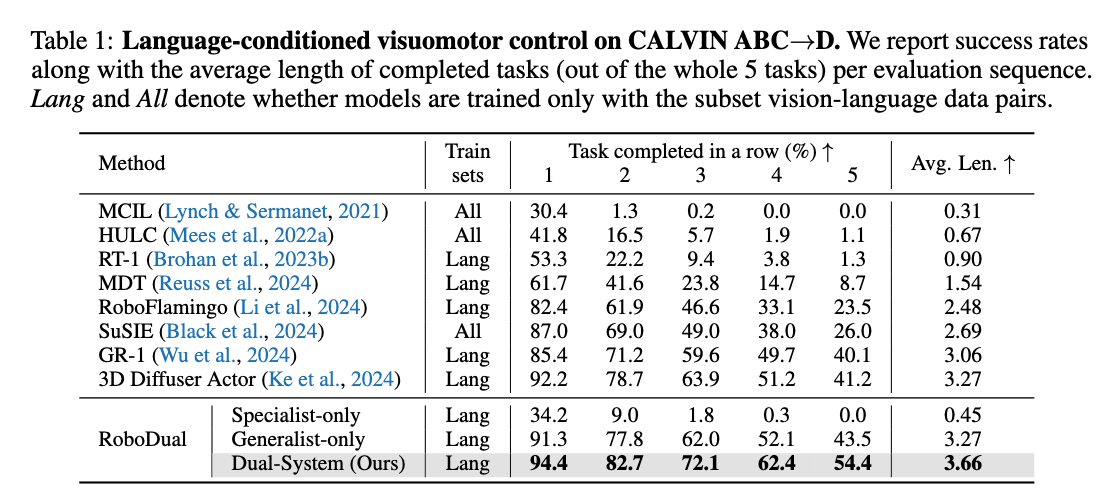 Table 1: Language-conditioned visuomotor control on CALVIN ABC→D. We report success rates
along with the average length of completed tasks (out of the whole 5 tasks) per evaluation sequence.
Lang and All denote whether models are trained only with the subset vision-language data pairs.
Method Train sets Task completed in a row (%) ↑ Avg. Len. ↑
1 2 3 4 5
MCIL (Lynch & Sermanet, 2021) All 30.4 1.3 0.2 0.0 0.0 0.31
HULC (Mees et al., 2022a) All 41.8 16.5 5.7 1.9 1.1 0.67
RT-1 (Brohan et al., 2023b) Lang 53.3 22.2 9.4 3.8 1.3 0.90
MDT (Reuss et al., 2024) Lang 61.7 41.6 23.8 14.7 8.7 1.54
RoboFlamingo (Li et al., 2024) Lang 82.4 61.9 46.6 33.1 23.5 2.48
SuSIE (Black et al., 2024) All 87.0 69.0 49.0 38.0 26.0 2.69
GR-1 (Wu et al., 2024) Lang 85.4 71.2 59.6 49.7 40.1 3.06
3D Diffuser Actor (Ke et al., 2024) Lang 92.2 78.7 63.9 51.2 41.2 3.27
Specialist-only Lang 34.2 9.0 1.8 0.3 0.0 0.45
RoboDual Generalist-only Lang 91.3 77.8 62.0 52.1 43.5 3.27
Dual-System (Ours) Lang 94.4 82.7 72.1 62.4 54.4 3.66